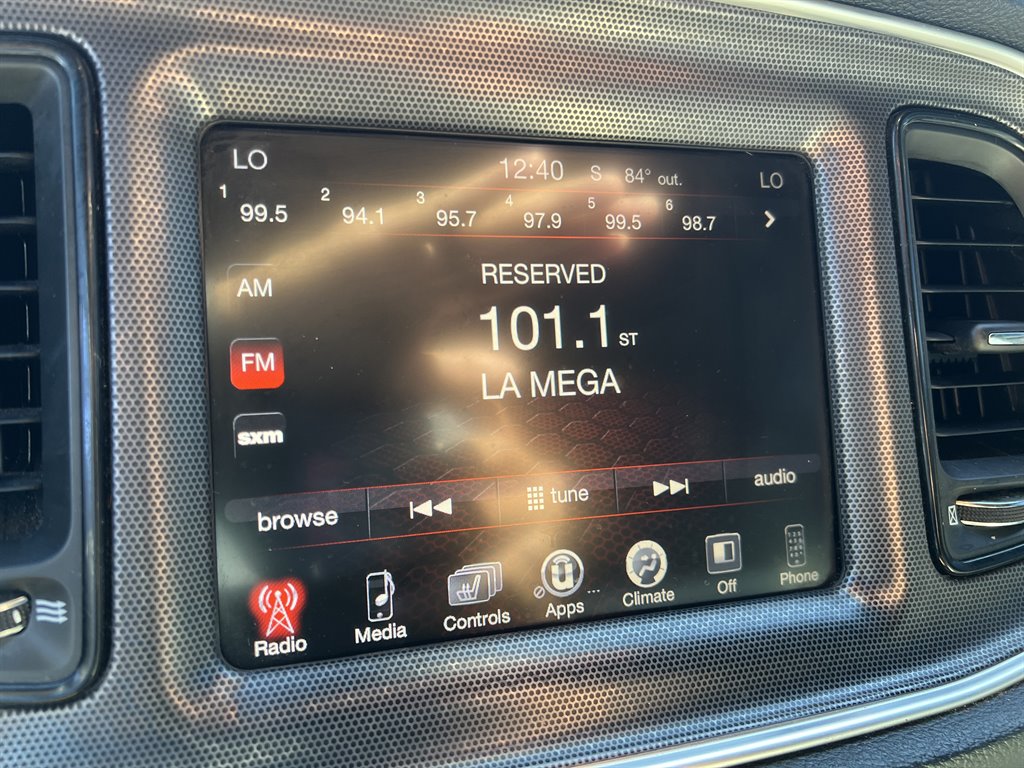 LO 12:40 S 84° out. LO
1 99.5 2 94.1 3 95.7 4 97.9 5 99.5 6 98.7
AM
RESERVED
101.1 ST
FM
LA MEGA
sxm
browse tune audio
Radio Media Controls Apps ... Climate Off Phone